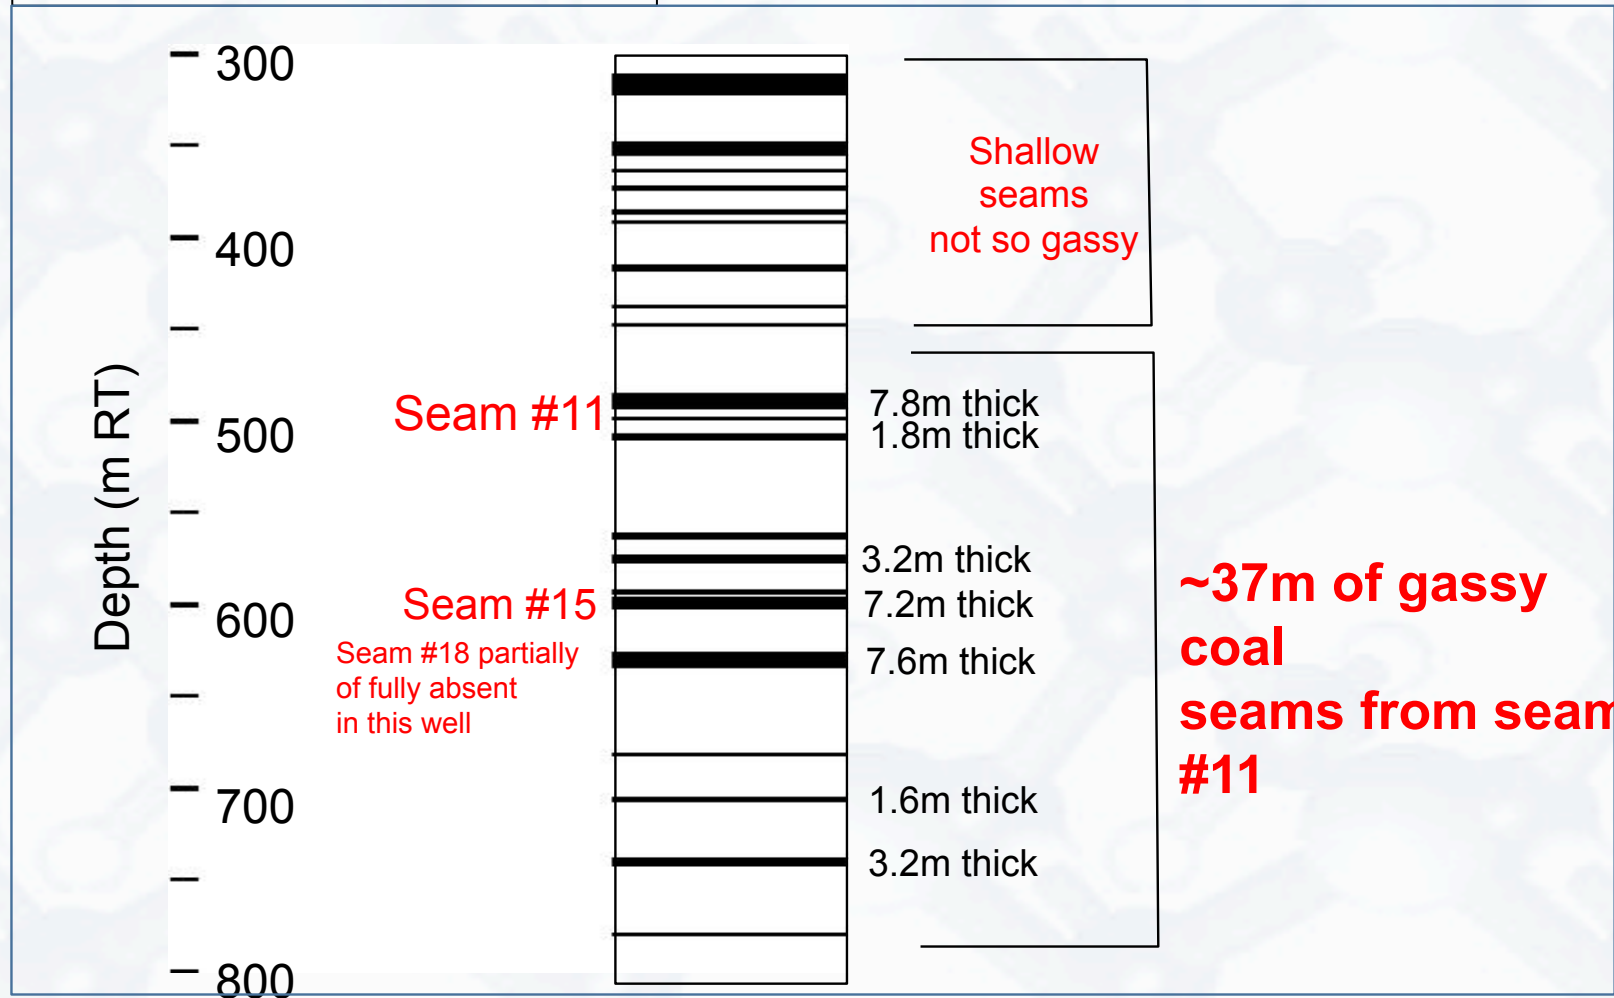 300
400
500
600
700
800
Depth (m RT)
Seam #11
Seam #15
Seam #18 partially
of fully absent
in this well
Shallow
seams
not so gassy
7.8m thick
1.8m thick
3.2m thick
7.2m thick
7.6m thick
1.6m thick
3.2m thick
~37m of gassy
coal
seams from seam
#11